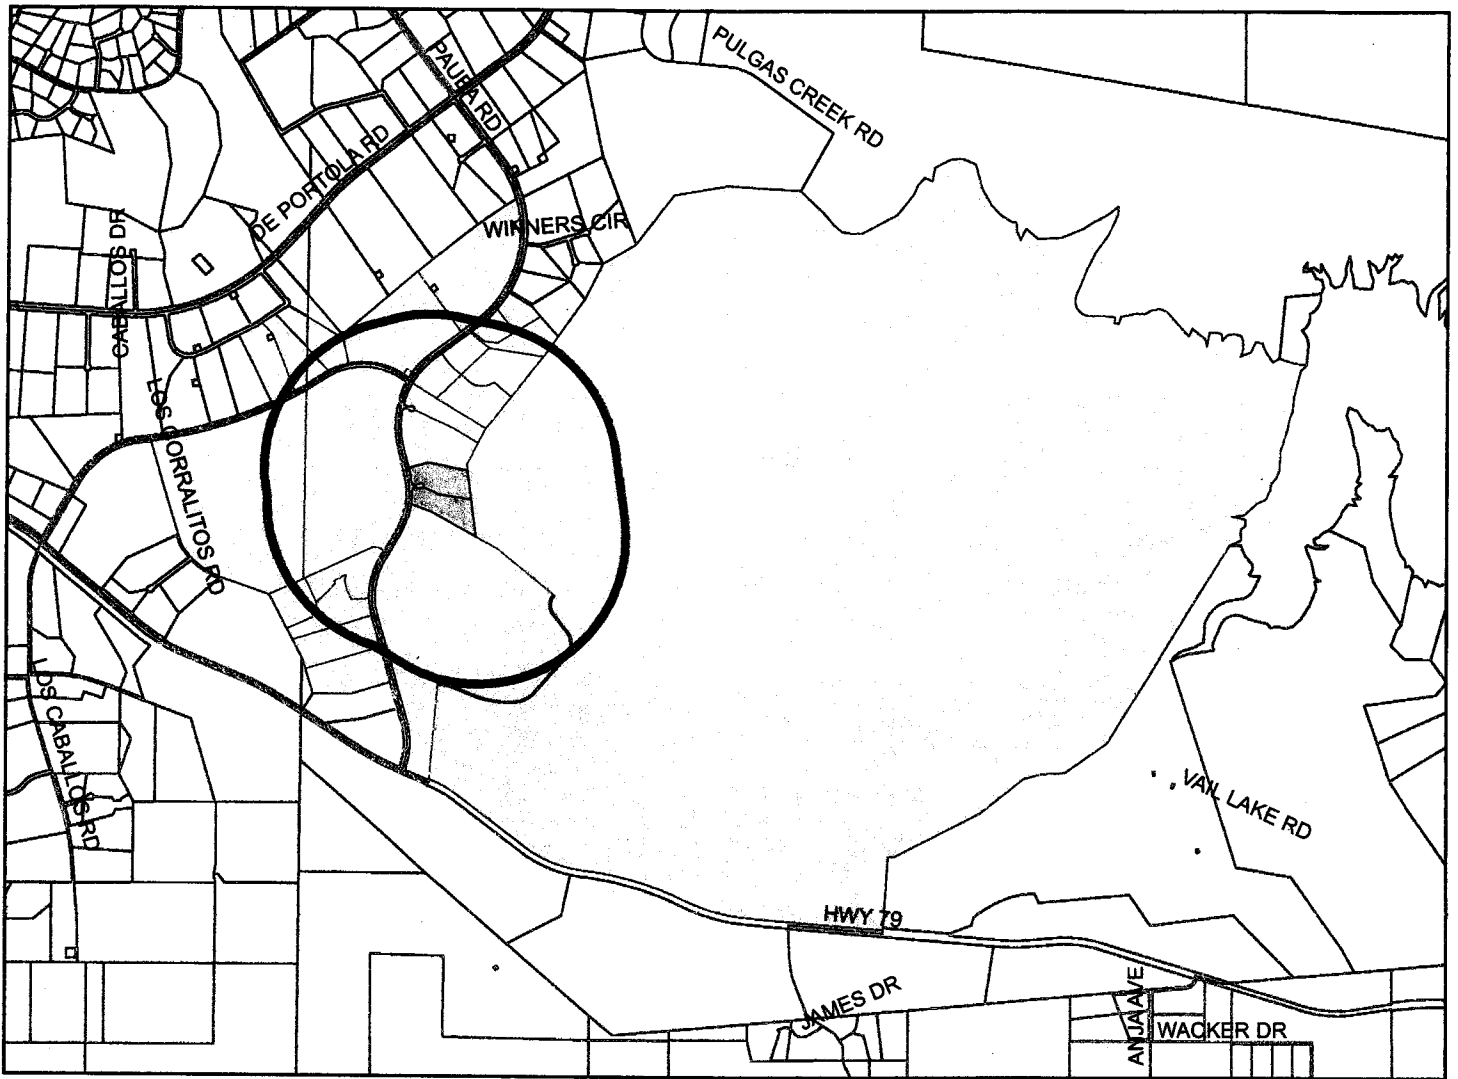 PULGAS CREEK RD
PAUBA RD
DE PORTOLA RD
WINNERS CIR
CABALLOS DR
LOS CORRALITOS RD
LOS CABALLOS RD
VAIL LAKE RD
HWY 79
JAMES DR
ANJA AVE
WACKER DR